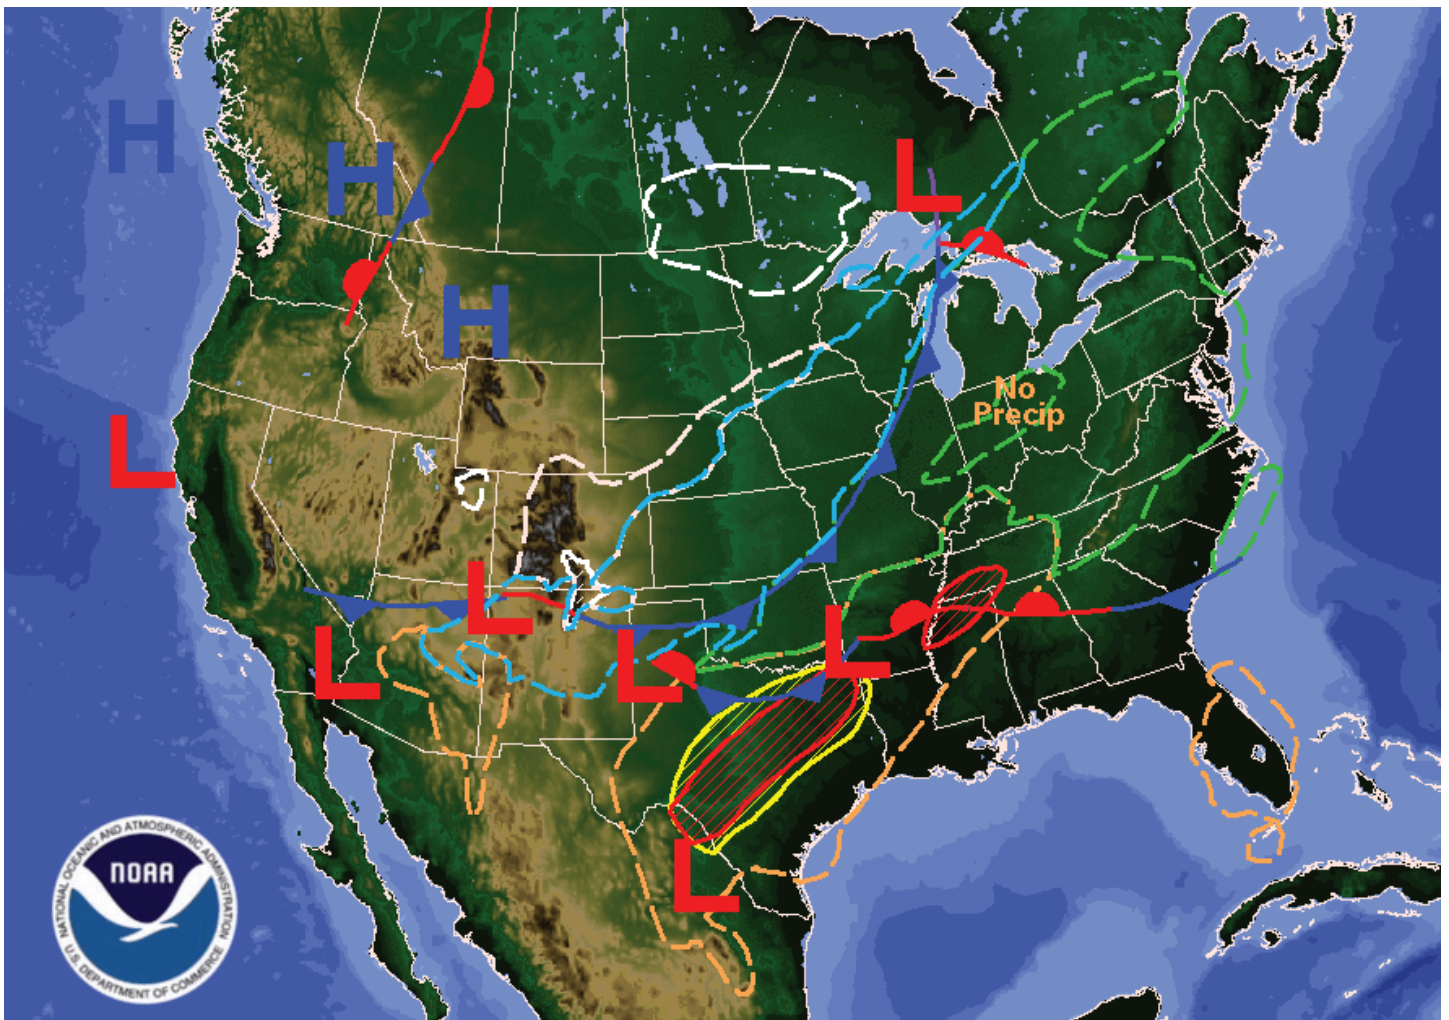 H
H
L
H
No
Precip
L
L
L
L
L
L
NATIONAL OCEANIC AND ATMOSPHERIC ADMINISTRATION
NOAA
U.S. DEPARTMENT OF COMMERCE